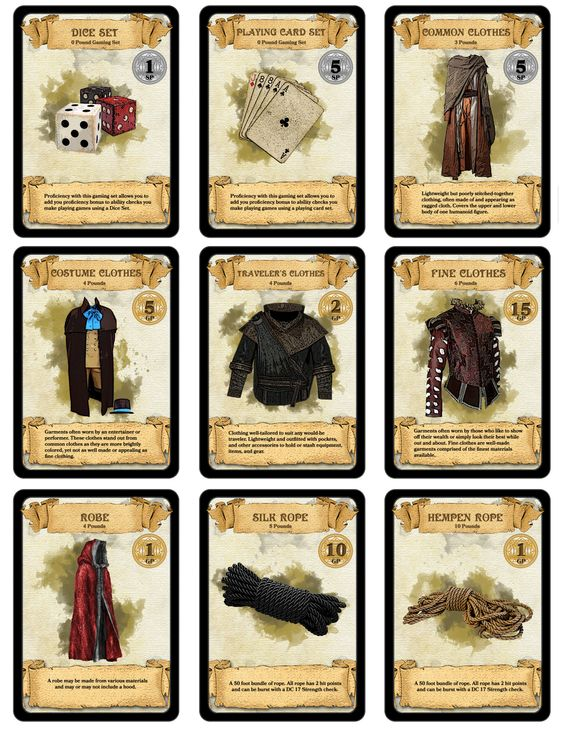 DICE SET
0 Pound Gaming Set
1
SP
Proficiency with this gaming set allows you to
add you proficiency bonus to ability checks you
make playing games using a Dice Set.
PLAYING CARD SET
0 Pound Gaming Set
5
SP
8
8
A
A
Proficiency with this gaming set allows you to
add you proficiency bonus to ability checks you
make playing games using a playing card set.
COMMON CLOTHES
3 Pounds
5
SP
Lightweight but poorly stitched-together
clothing, often made of and appearing as
ragged cloth. Covers the upper and lower
body of one humanoid figure.
COSTUME CLOTHES
4 Pounds
5
GP
Garments often worn by an entertainer or
performer. These clothes stand out from
common clothes as they are more brightly
colored, yet not as well made or appealing as
fine clothing.
TRAVELER'S CLOTHES
4 Pounds
2
GP
Clothing well-tailored to suit any would-be
traveler. Lightweight and outfitted with pockets,
and other accessories to hold or stash equipment,
items, and gear.
FINE CLOTHES
6 Pounds
15
GP
Garments often worn by those who like to show
off their wealth or simply look their best while
out and about. Fine clothes are well-made
garments comprised of the finest materials
available.
ROBE
4 Pounds
1
GP
A robe may be made from various materials
and may or may not include a hood.
SILK ROPE
5 Pounds
10
GP
A 50 foot bundle of rope. All rope has 2 hit points
and can be burst with a DC 17 Strength check.
HEMPEN ROPE
10 Pounds
1
GP
A 50 foot bundle of rope. All rope has 2 hit points
and can be burst with a DC 17 Strength check.